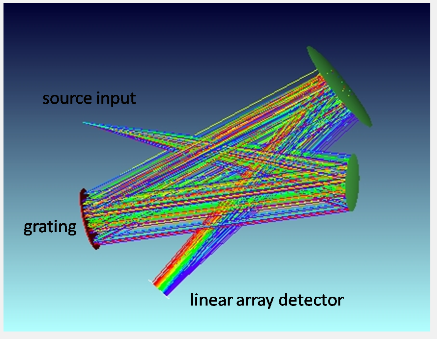 source input
grating
linear array detector